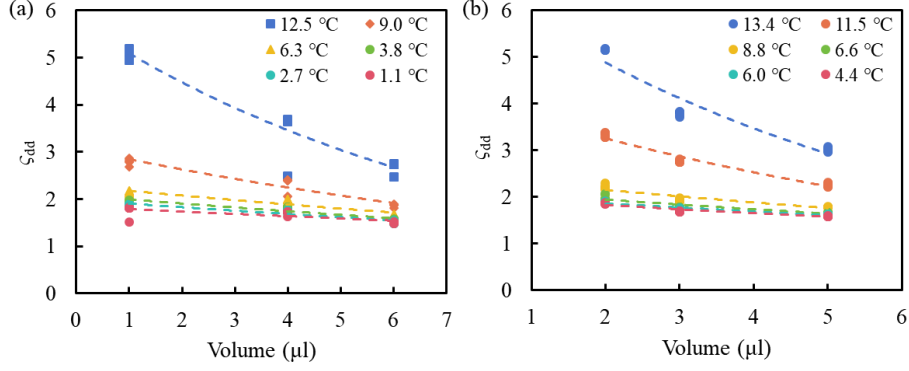 (a)
6
5
4
3
2
1
0
ςdd
12.5 ℃ 9.0 ℃
6.3 ℃ 3.8 ℃
2.7 ℃ 1.1 ℃
0 1 2 3 4 5 6 7
Volume (μl)
(b)
6
5
4
3
2
1
0
ςdd
13.4 ℃ 11.5 ℃
8.8 ℃ 6.6 ℃
6.0 ℃ 4.4 ℃
1 2 3 4 5 6
Volume (μl)